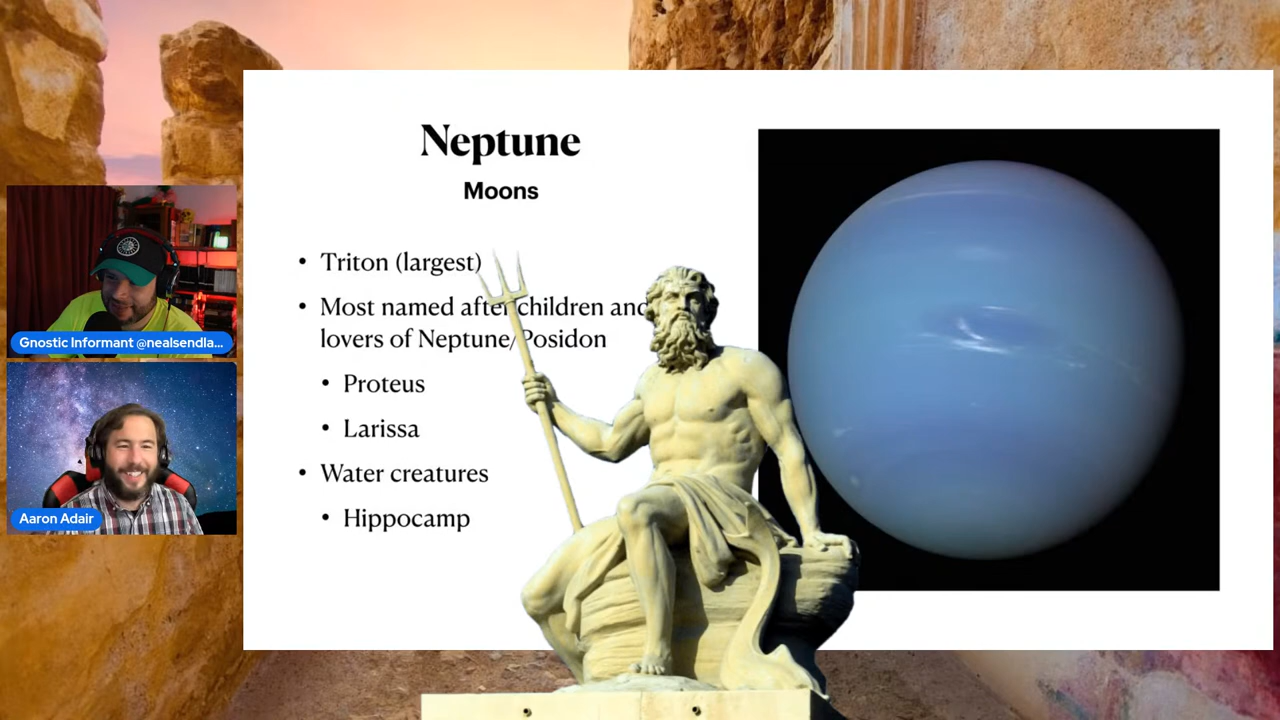 Neptune
Moons
• Triton (largest)
• Most named after children and
lovers of Neptune/Posidon
• Proteus
• Larissa
• Water creatures
• Hippocamp
Gnostic Informant @nealsendla...
Aaron Adair